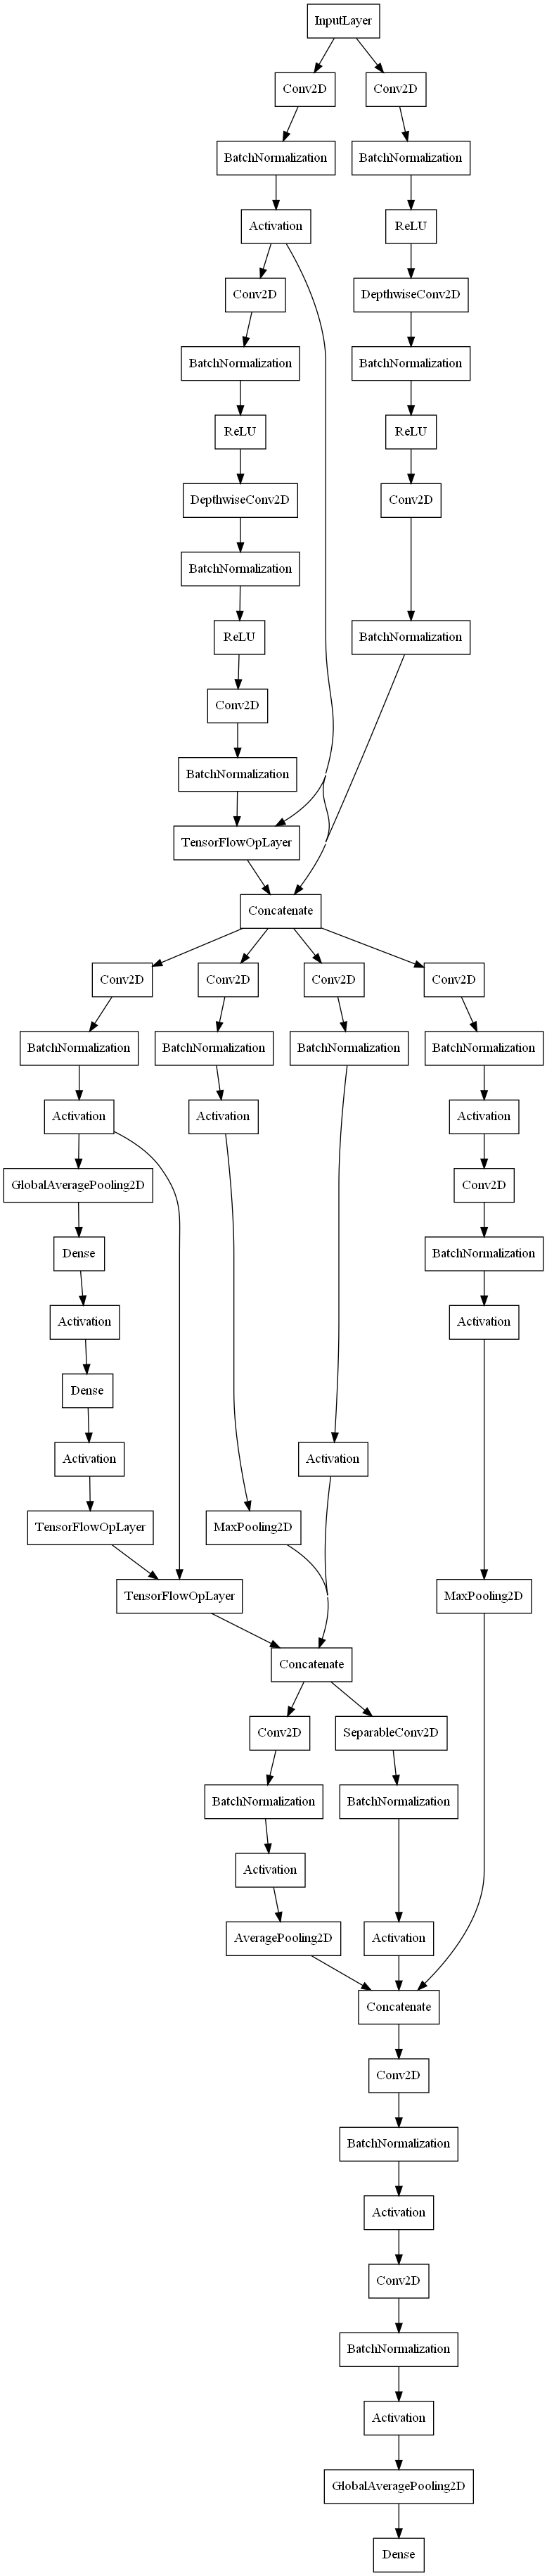 InputLayer
Conv2D
Conv2D
BatchNormalization
BatchNormalization
Activation
ReLU
Conv2D
DepthwiseConv2D
BatchNormalization
BatchNormalization
ReLU
ReLU
DepthwiseConv2D
Conv2D
BatchNormalization
ReLU
BatchNormalization
Conv2D
BatchNormalization
TensorFlowOpLayer
Concatenate
Conv2D
Conv2D
Conv2D
Conv2D
BatchNormalization
BatchNormalization
BatchNormalization
BatchNormalization
Activation
Activation
Activation
GlobalAveragePooling2D
Conv2D
Dense
BatchNormalization
Activation
Activation
Dense
Activation
Activation
TensorFlowOpLayer
MaxPooling2D
TensorFlowOpLayer
MaxPooling2D
Concatenate
Conv2D
SeparableConv2D
BatchNormalization
BatchNormalization
Activation
AveragePooling2D
Activation
Concatenate
Conv2D
BatchNormalization
Activation
Conv2D
BatchNormalization
Activation
GlobalAveragePooling2D
Dense